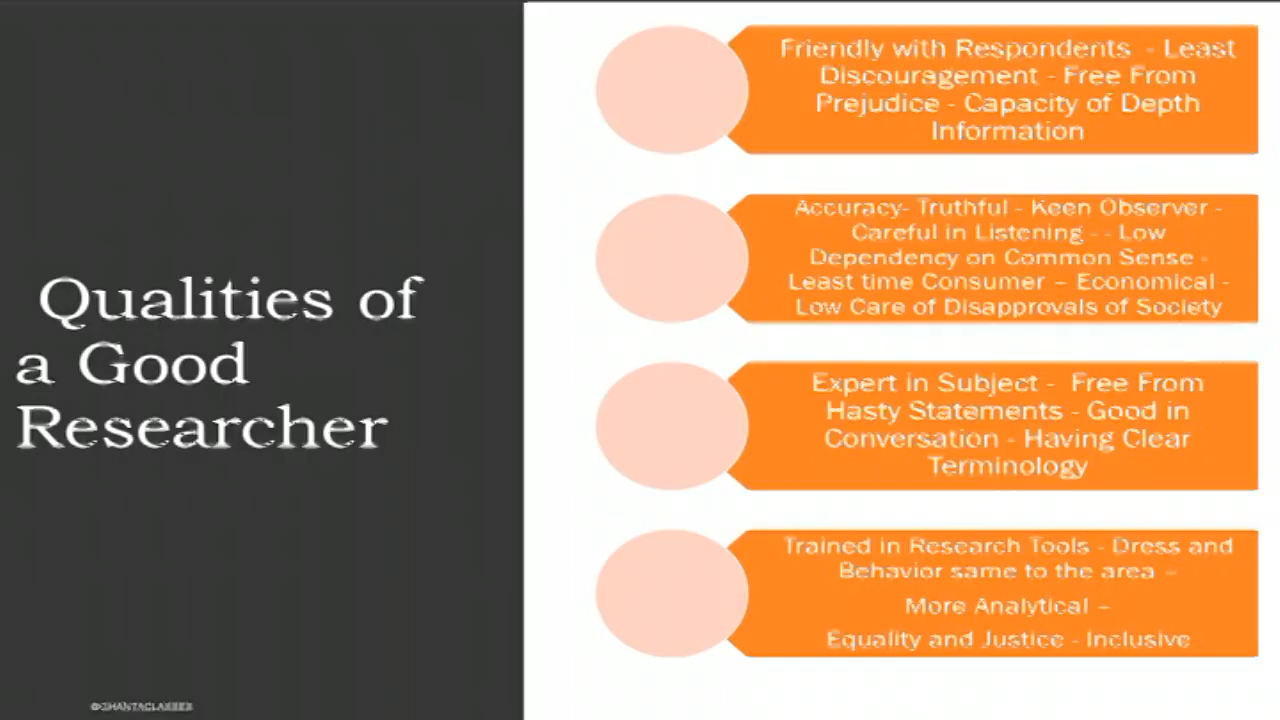 Qualities of
a Good
Researcher
Friendly with Respondents - Least
Discouragement - Free From
Prejudice - Capacity of Depth
Information
Accuracy- Truthful - Keen Observer -
Careful in Listening - - Low
Dependency on Common Sense -
Least time Consumer – Economical -
Low Care of Disapprovals of Society
Expert in Subject - Free From
Hasty Statements - Good in
Conversation - Having Clear
Terminology
Trained in Research Tools - Dress and
Behavior same to the area –
More Analytical –
Equality and Justice - Inclusive